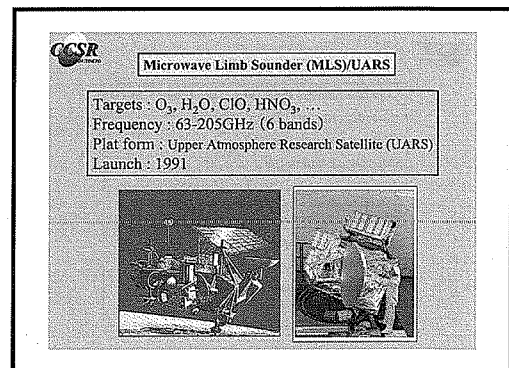 CCSR
Microwave Limb Sounder (MLS)/UARS
Targets : O₃, H₂O, ClO, HNO₃, …
Frequency : 63-205GHz (6 bands)
Plat form : Upper Atmosphere Research Satellite (UARS)
Launch : 1991